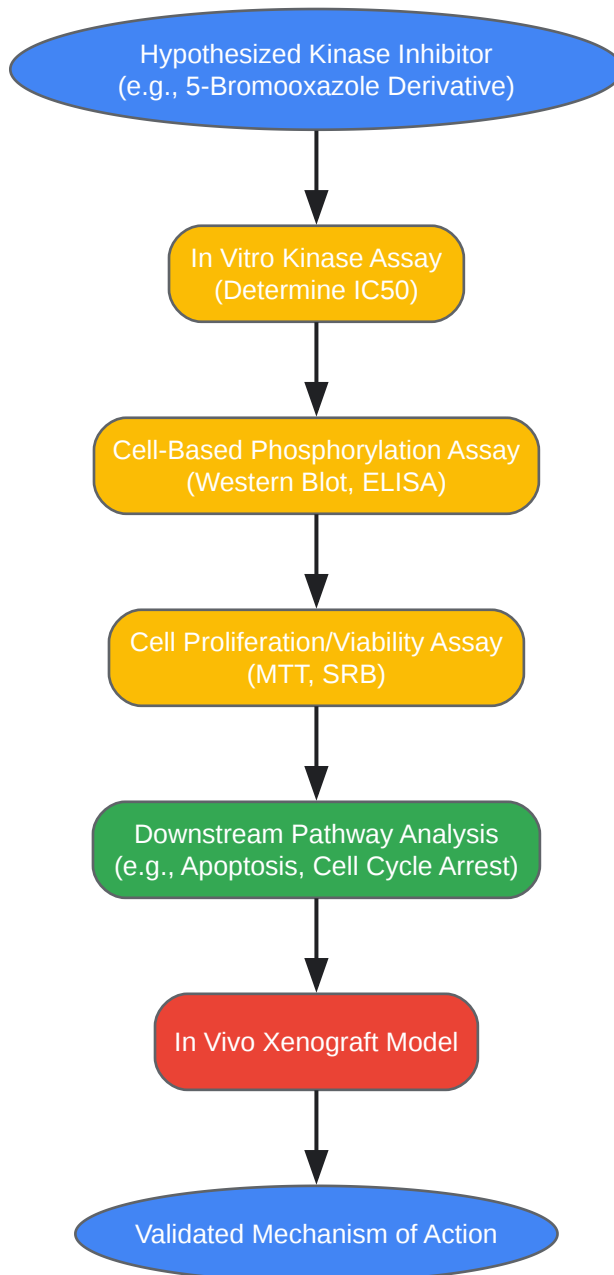 Hypothesized Kinase Inhibitor
(e.g., 5-Bromooxazole Derivative)
In Vitro Kinase Assay
(Determine IC50)
Cell-Based Phosphorylation Assay
(Western Blot, ELISA)
Cell Proliferation/Viability Assay
(MTT, SRB)
Downstream Pathway Analysis
(e.g., Apoptosis, Cell Cycle Arrest)
In Vivo Xenograft Model
Validated Mechanism of Action